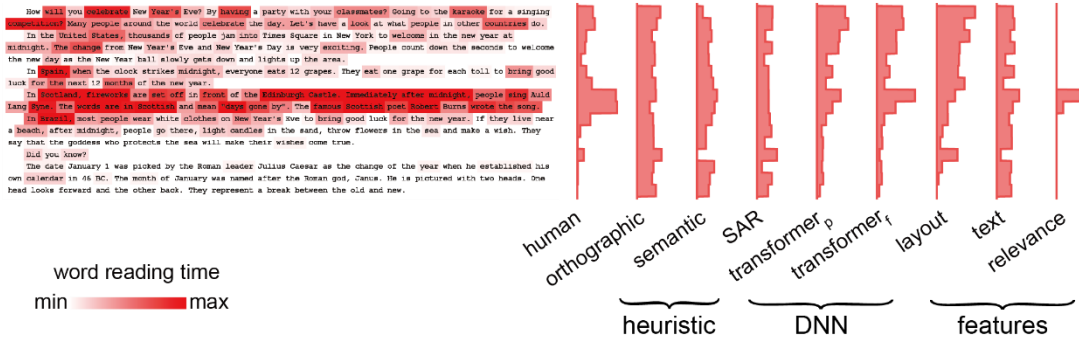 How will you celebrate New Year's Eve? By having a party with your classmates? Going to the karaoke for a singing
competition? Many people around the world celebrate the day. Let's have a look at what people in other countries do.
In the United States, thousands of people jam into Times Square in New York to welcome in the new year at
midnight. The change from New Year's Eve and New Year's Day is very exciting. People count down the seconds to welcome
the new day as the New Year ball slowly gets down and lights up the area.
In Spain, when the clock strikes midnight, everyone eats 12 grapes. They eat one grape for each toll to bring good
luck for the next 12 months of the new year.
In Scotland, fireworks are set off in front of the Edinburgh Castle. Immediately after midnight, people sing Auld
Lang Syne. The words are in Scottish and mean "days gone by". The famous Scottish poet Robert Burns wrote the song.
In Brazil, most people wear white clothes on New Year's Eve to bring good luck for the new year. If they live near
a beach, after midnight, people go there, light candles in the sand, throw flowers in the sea and make a wish. They
say that the goddess who protects the sea will make their wishes come true.
Did you know?
The date January 1 was picked by the Roman leader Julius Caesar as the change of the year when he established his
own calendar in 46 BC. The month of January was named after the Roman god, Janus. He is pictured with two heads. One
head looks forward and the other back. They represent a break between the old and new.
human
orthographic
semantic
SAR
transformer_p
transformer_f
layout
text
relevance
word reading time
min max
heuristic DNN features